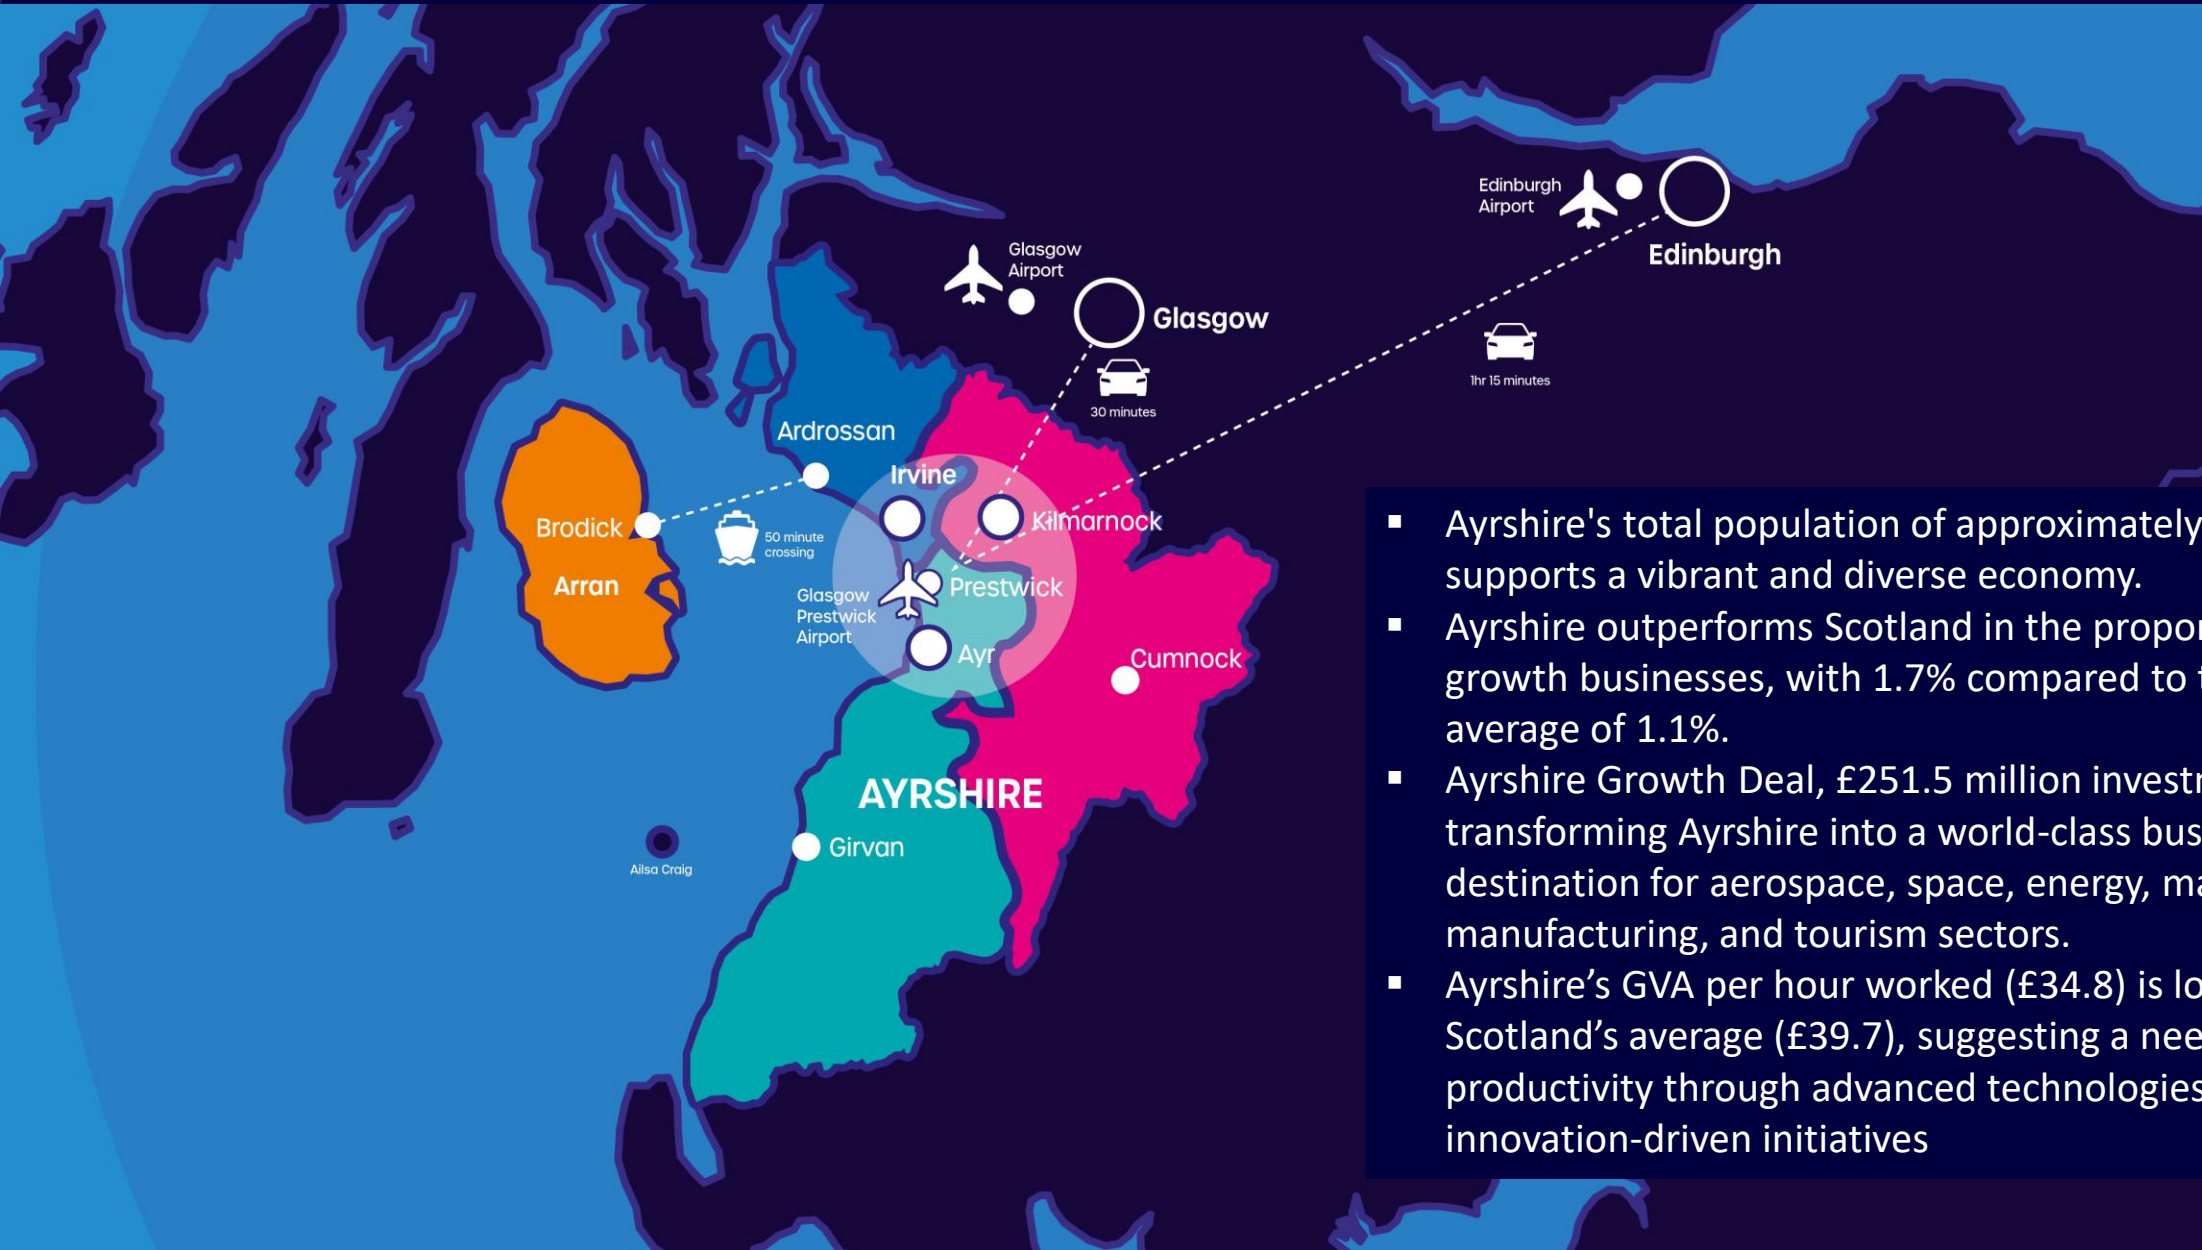 Edinburgh
Airport
Edinburgh
Glasgow
Airport
Glasgow
1hr 15 minutes
30 minutes
Ardrossan
Irvine
Brodick
50 minute
crossing
Kilmarnock
Arran
Prestwick
Glasgow
Prestwick
Airport
Ayr
Cumnock
AYRSHIRE
Girvan
Ailsa Craig
▪ Ayrshire's total population of approximately
supports a vibrant and diverse economy.
▪ Ayrshire outperforms Scotland in the
growth businesses, with 1.7% compared to
average of 1.1%.
▪ Ayrshire Growth Deal, £251.5 million
transforming Ayrshire into a world-class
destination for aerospace, space, energy,
manufacturing, and tourism sectors.
▪ Ayrshire’s GVA per hour worked (£34.8) is
Scotland’s average (£39.7), suggesting a
productivity through advanced technologies
innovation-driven initiatives